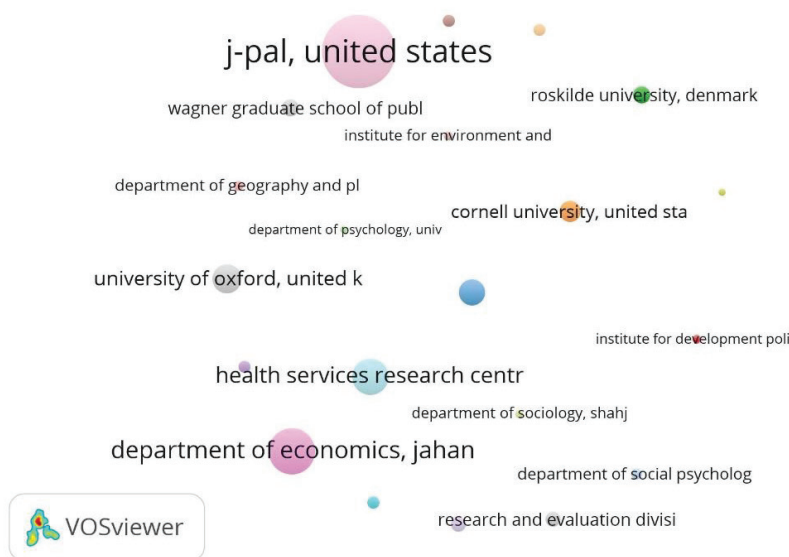 j-pal, united states
roskilde university, denmark
wagner graduate school of publ
institute for environment and
department of geography and pl
cornell university, united sta
department of psychology, univ
university of oxford, united k
institute for development poli
health services research centr
department of sociology, shahj
department of economics, jahan
department of social psycholog
research and evaluation divisi
VOSviewer